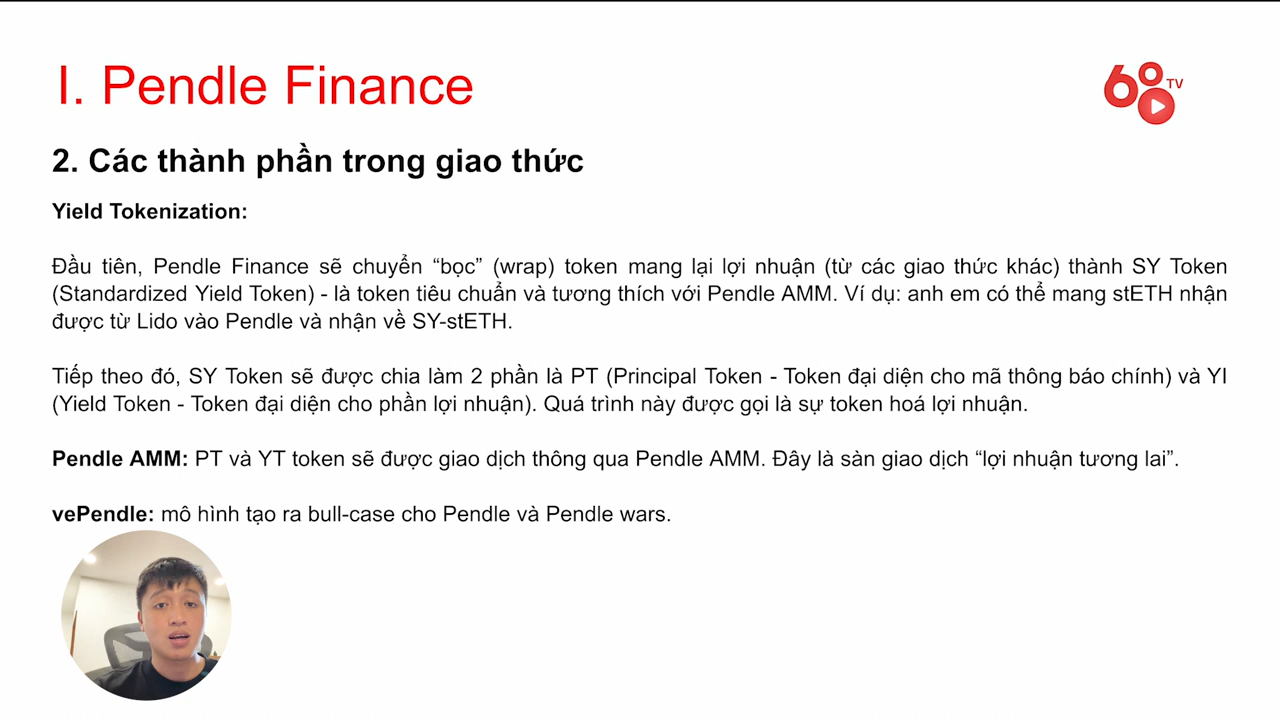 I. Pendle Finance
68 TV
2. Các thành phần trong giao thức
Yield Tokenization:
Đầu tiên, Pendle Finance sẽ chuyển “bọc” (wrap) token mang lại lợi nhuận (từ các giao thức khác) thành SY Token
(Standardized Yield Token) - là token tiêu chuẩn và tương thích với Pendle AMM. Ví dụ: anh em có thể mang stETH nhận
được từ Lido vào Pendle và nhận về SY-stETH.
Tiếp theo đó, SY Token sẽ được chia làm 2 phần là PT (Principal Token - Token đại diện cho mã thông báo chính) và YI
(Yield Token - Token đại diện cho phần lợi nhuận). Quá trình này được gọi là sự token hoá lợi nhuận.
Pendle AMM: PT và YT token sẽ được giao dịch thông qua Pendle AMM. Đây là sàn giao dịch “lợi nhuận tương lai”.
vePendle: mô hình tạo ra bull-case cho Pendle và Pendle wars.